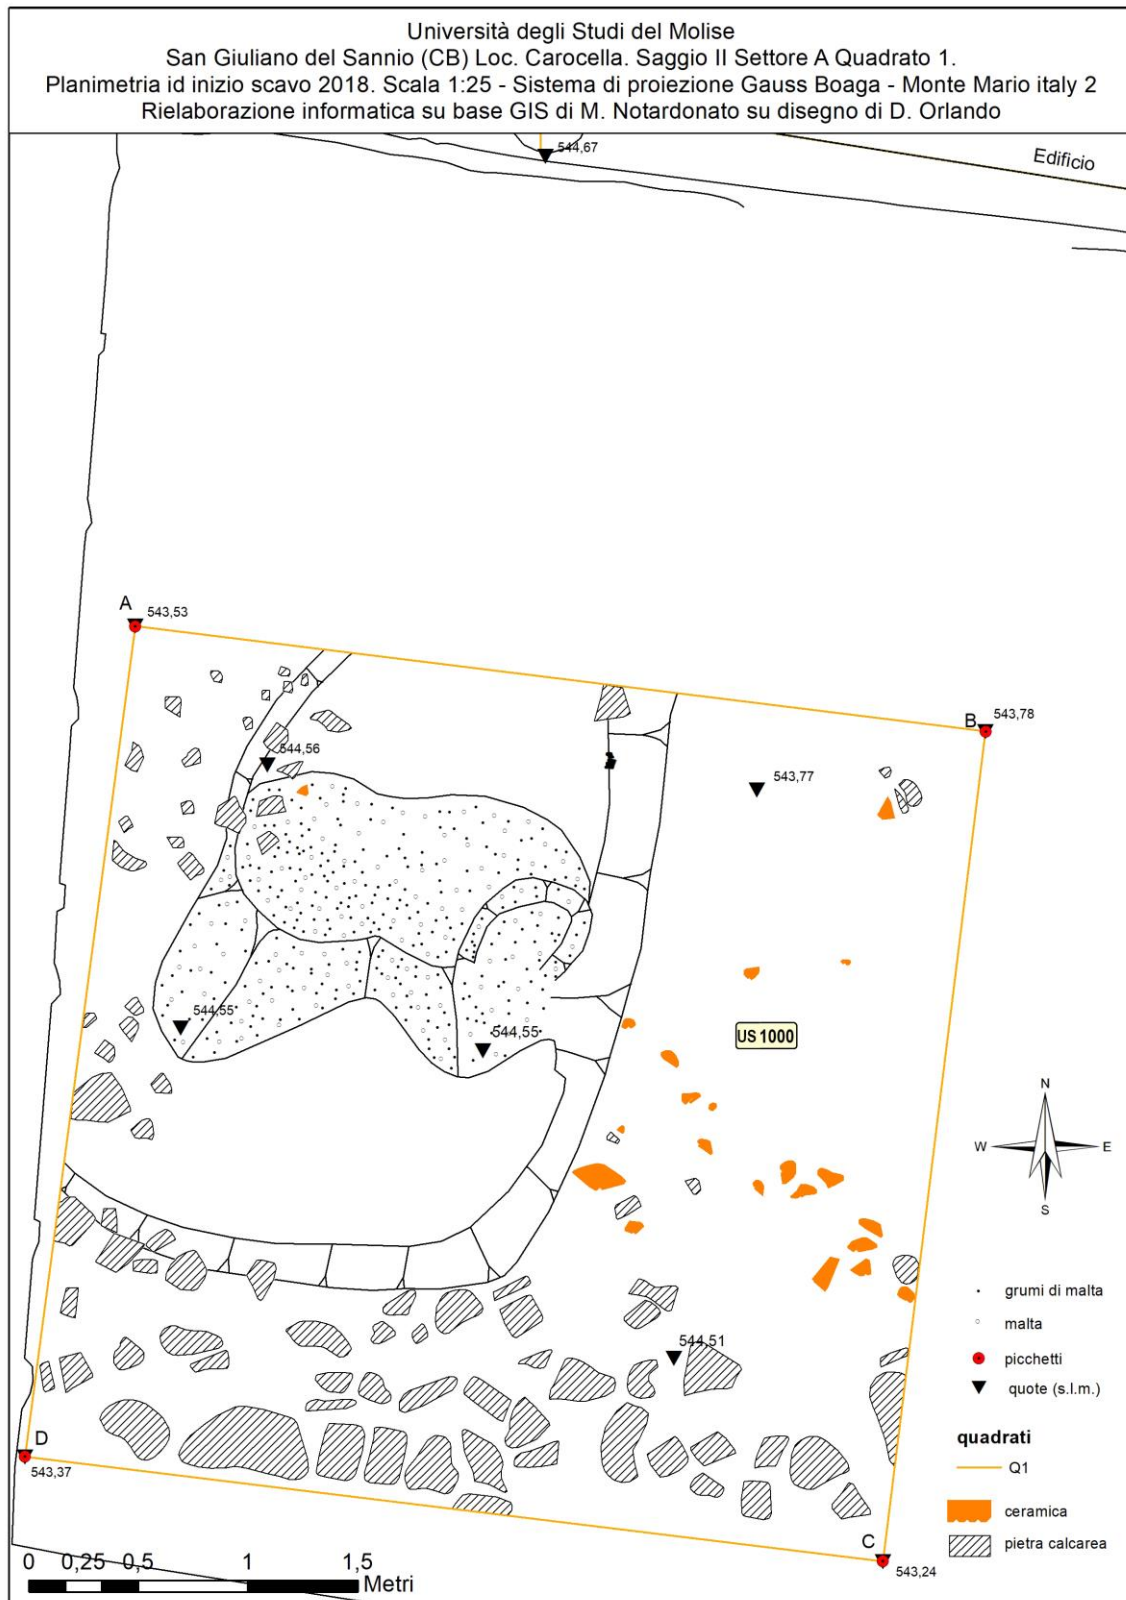 Università degli Studi del Molise
San Giuliano del Sannio (CB) Loc. Carocella. Saggio II Settore A Quadrato 1.
Planimetria id inizio scavo 2018. Scala 1:25 - Sistema di proiezione Gauss Boaga - Monte Mario italy 2
Rielaborazione informatica su base GIS di M. Notardonato su disegno di D. Orlando
544,67
Edificio
A
543,53
B
543,78
544,56
543,77
544,55
544,55
US 1000
N
W
E
S
grumi di malta
malta
picchetti
quote (s.l.m.)
544,51
quadrati
Q1
ceramica
pietra calcarea
D
543,37
C
543,24
0 0,25 0,5 1 1,5
Metri